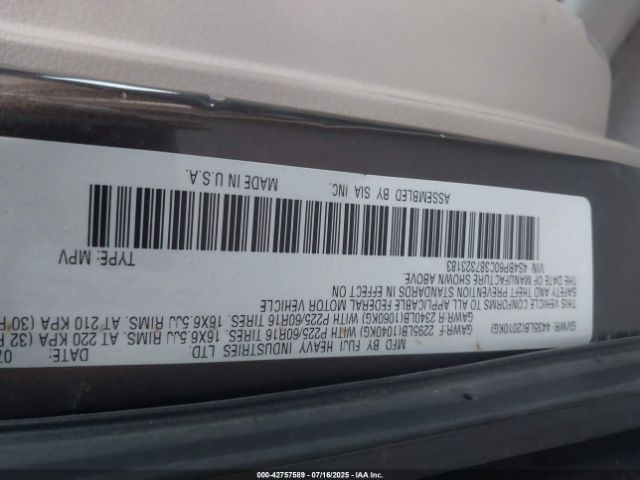 MFD BY FUJI HEAVY INDUSTRIES LTD. DATE: 07
GVWR: 4435LB(2010KG)
GAWR-F: 2295LB(1040KG) WITH P225/60R16 TIRES, 16X6.5JJ RIMS, AT 220 KPA (32
GAWR-R: 2340LB(1060KG) WITH P225/60R16 TIRES, 16X6.5JJ RIMS, AT 210 KPA (30
THIS VEHICLE CONFORMS TO ALL APPLICABLE FEDERAL MOTOR VEHICLE
SAFETY AND THEFT PREVENTION STANDARDS IN EFFECT ON
THE DATE OF MANUFACTURE SHOWN ABOVE.
VIN: 4S4BP60C387323183 TYPE: MPV
ASSEMBLED BY SIA INC. MADE IN U.S.A.
000-42757589 - 07/16/2025 - IAA Inc.